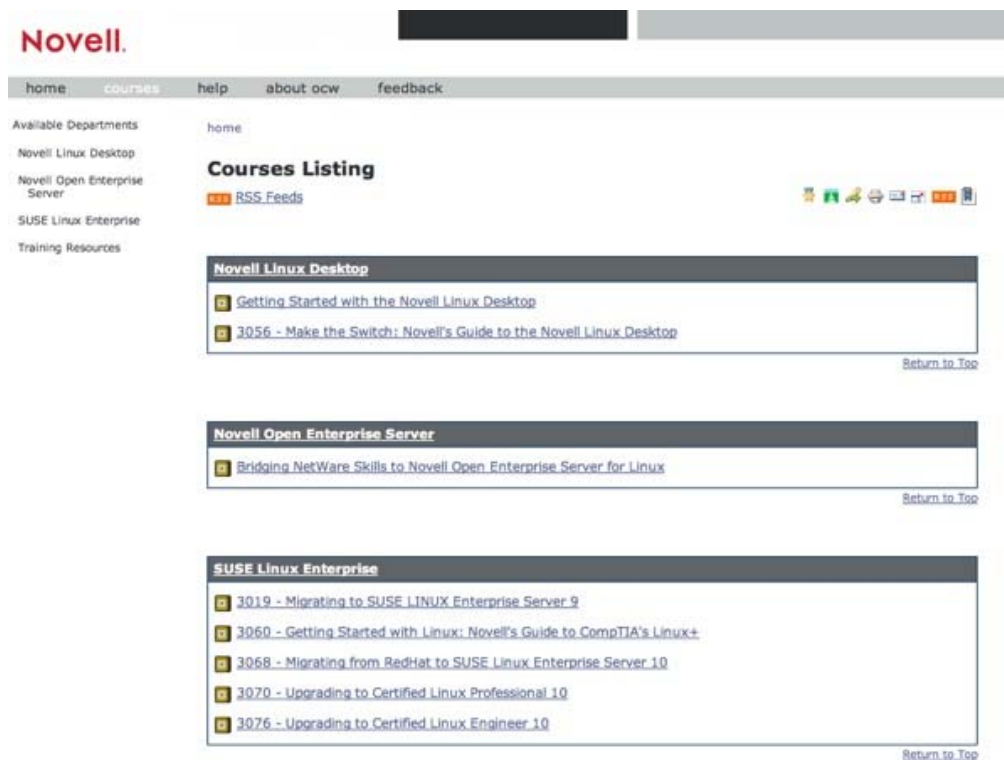 Novell.
home courses help about ocw feedback
Available Departments
Novell Linux Desktop
Novell Open Enterprise
Server
SUSE Linux Enterprise
Training Resources
home
Courses Listing
RSS RSS Feeds
RSS
Novell Linux Desktop
Getting Started with the Novell Linux Desktop
3056 - Make the Switch: Novell's Guide to the Novell Linux Desktop
Return to Top
Novell Open Enterprise Server
Bridging NetWare Skills to Novell Open Enterprise Server for Linux
Return to Top
SUSE Linux Enterprise
3019 - Migrating to SUSE LINUX Enterprise Server 9
3060 - Getting Started with Linux: Novell's Guide to CompTIA's Linux+
3068 - Migrating from RedHat to SUSE Linux Enterprise Server 10
3070 - Upgrading to Certified Linux Professional 10
3076 - Upgrading to Certified Linux Engineer 10
Return to Top